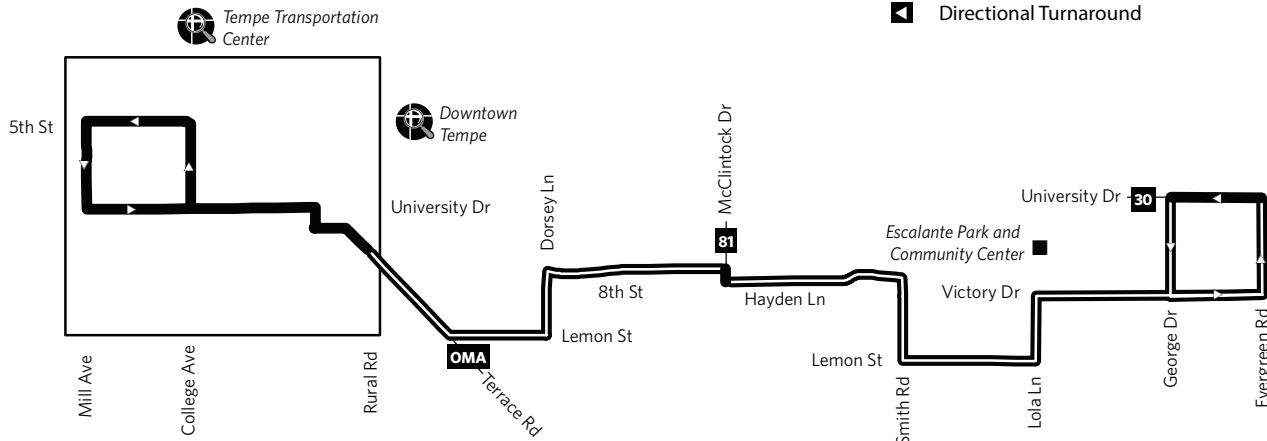 Tempe Transportation
Center
Directional Turnaround
5th St
Downtown
Tempe
University Dr
Dorsey Ln
McClintock Dr
81
8th St
Hayden Ln
University Dr
30
Escalante Park and
Community Center
Victory Dr
Lemon St
OMA
Terrace Rd
Lemon St
Mill Ave
College Ave
Rural Rd
Smith Rd
Lola Ln
George Dr
Evergreen Rd